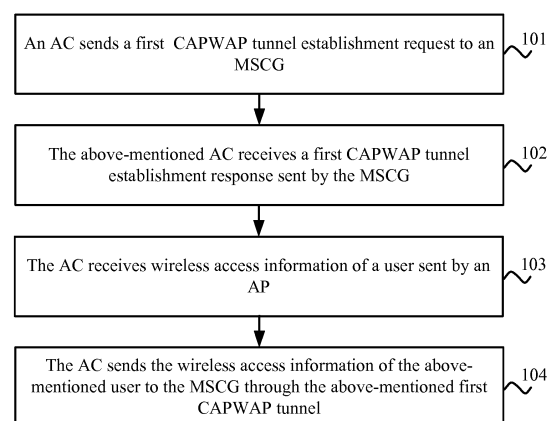 An AC sends a first CAPWAP tunnel establishment request to an
MSCG
101
The above-mentioned AC receives a first CAPWAP tunnel
establishment response sent by the MSCG
102
The AC receives wireless access information of a user sent by an
AP
103
The AC sends the wireless access information of the above-
mentioned user to the MSCG through the above-mentioned first
CAPWAP tunnel
104